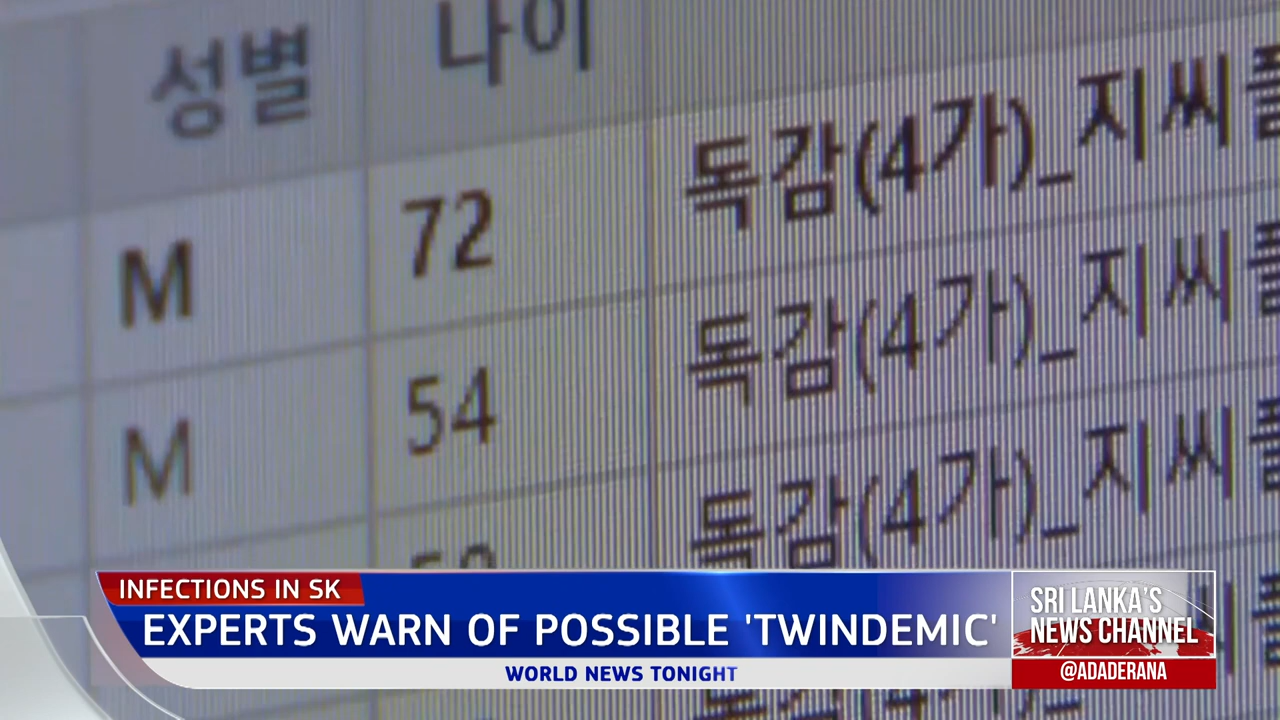 성별 나이
M 72 독감(4가)_지씨플
M 54 독감(4가)_지씨플
독감(4가)_지씨
INFECTIONS IN SK
EXPERTS WARN OF POSSIBLE 'TWINDEMIC'
WORLD NEWS TONIGHT
SRI LANKA'S
NEWS CHANNEL
@ADADERANA